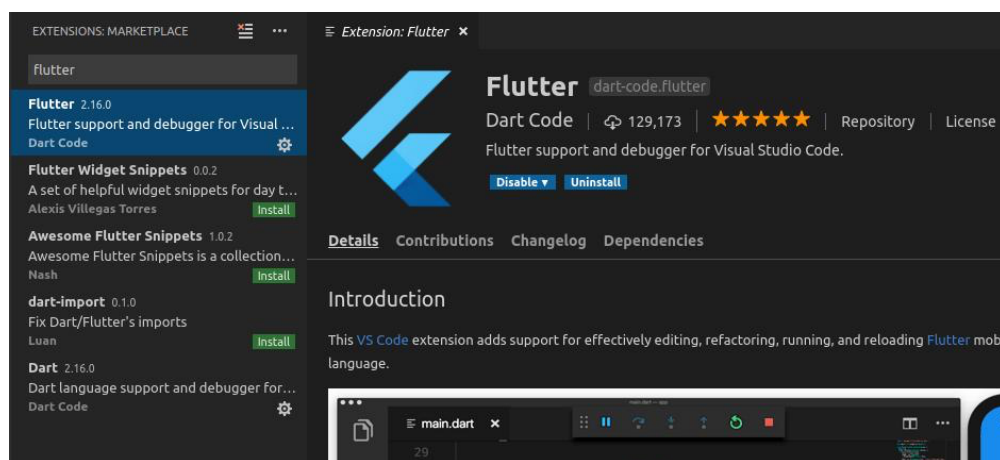 EXTENSIONS: MARKETPLACE
flutter
Flutter 2.16.0
Flutter support and debugger for Visual ...
Dart Code
Flutter Widget Snippets 0.0.2
A set of helpful widget snippets for day t...
Alexis Villegas Torres Install
Awesome Flutter Snippets 1.0.2
Awesome Flutter Snippets is a collection...
Nash Install
dart-import 0.1.0
Fix Dart/Flutter's imports
Luan Install
Dart 2.16.0
Dart language support and debugger for...
Dart Code
Extension: Flutter
Flutter dart-code.flutter
Dart Code | 129,173 | ★★★★★ | Repository | License
Flutter support and debugger for Visual Studio Code.
Disable ▾ Uninstall
Details Contributions Changelog Dependencies
Introduction
This VS Code extension adds support for effectively editing, refactoring, running, and reloading Flutter mob
language.
main.dart — app
main.dart
29